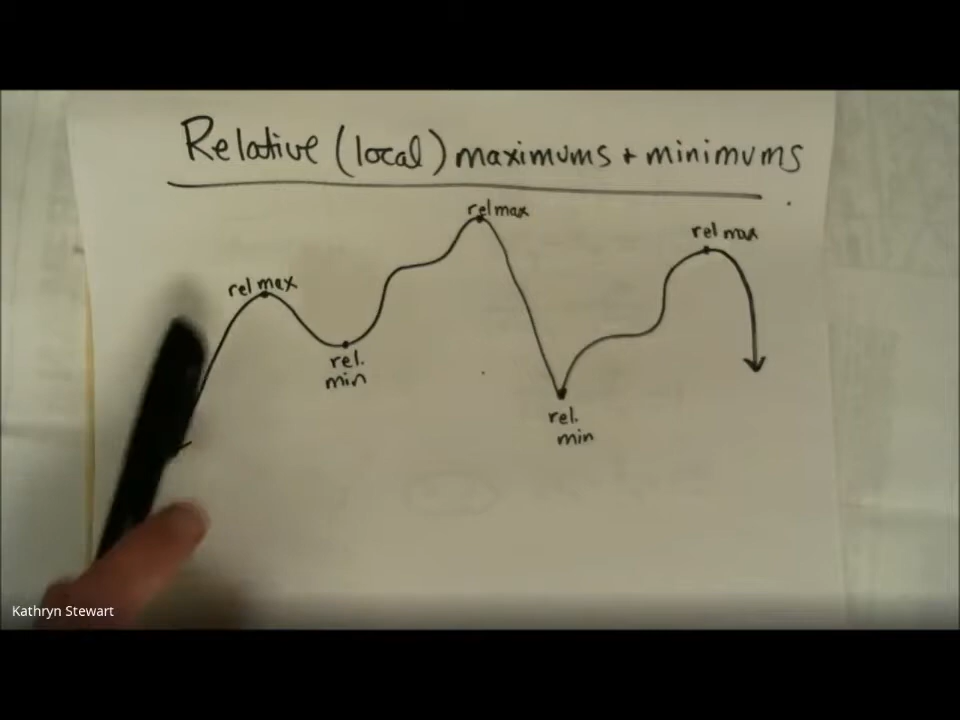 Relative (local) maximums + minimums
rel max
rel max
rel max
rel.
min
rel.
min
Kathryn Stewart